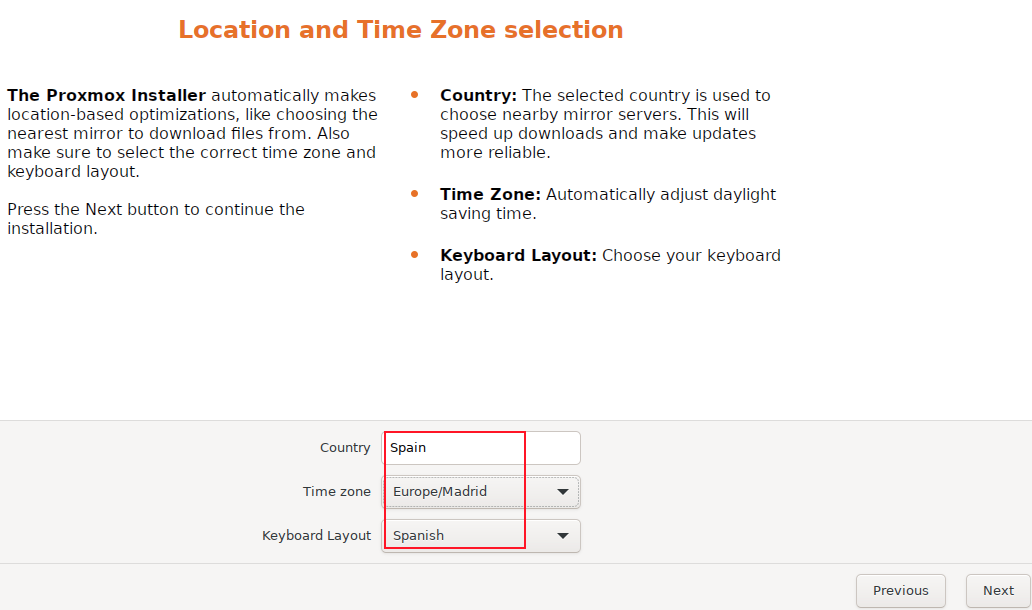 Location and Time Zone selection
The Proxmox Installer automatically makes
location-based optimizations, like choosing the
nearest mirror to download files from. Also
make sure to select the correct time zone and
keyboard layout.
Press the Next button to continue the
installation.
Country: The selected country is used to
choose nearby mirror servers. This will
speed up downloads and make updates
more reliable.
Time Zone: Automatically adjust daylight
saving time.
Keyboard Layout: Choose your keyboard
layout.
Country Spain
Time zone Europe/Madrid
Keyboard Layout Spanish
Previous Next